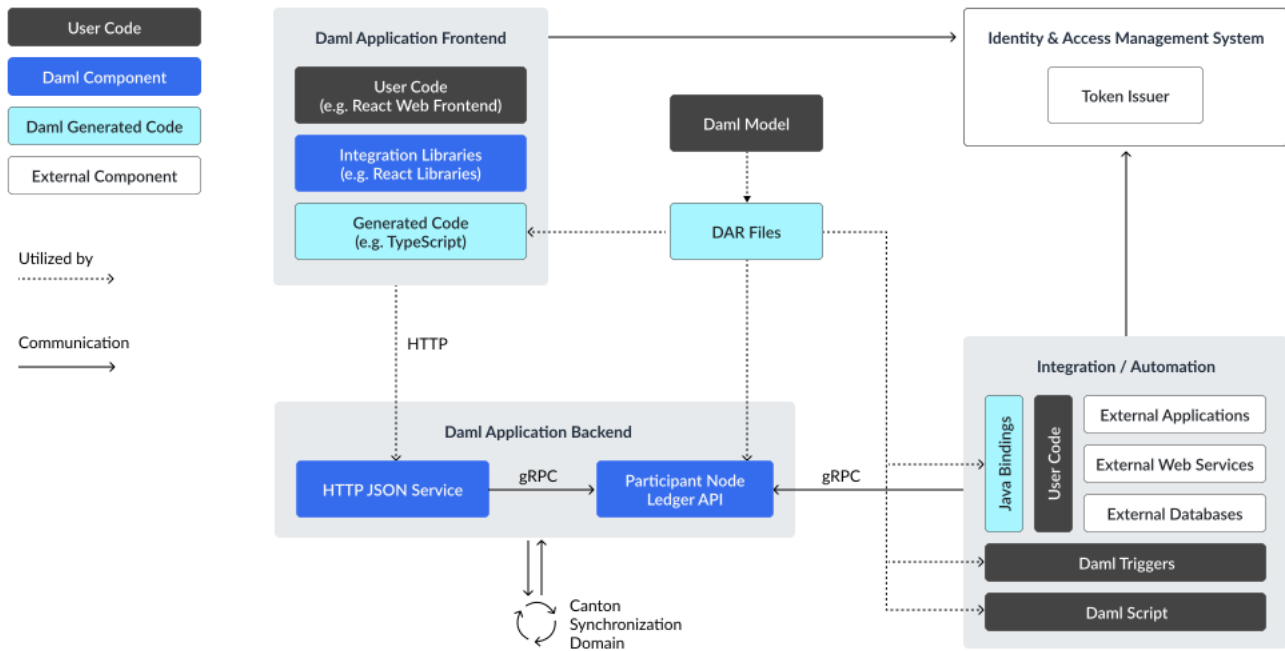 User Code
Daml Component
Daml Generated Code
External Component
Utilized by
Communication
Daml Application Frontend
User Code
(e.g. React Web Frontend)
Integration Libraries
(e.g. React Libraries)
Generated Code
(e.g. TypeScript)
Daml Model
DAR Files
Identity & Access Management System
Token Issuer
HTTP
Daml Application Backend
HTTP JSON Service
gRPC
Participant Node
Ledger API
gRPC
Canton
Synchronization
Domain
Integration / Automation
Java Bindings
User Code
External Applications
External Web Services
External Databases
Daml Triggers
Daml Script